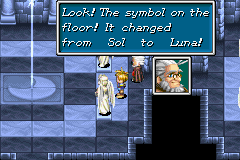 Look! The symbol on the
floor! It changed
from Sol to Luna!